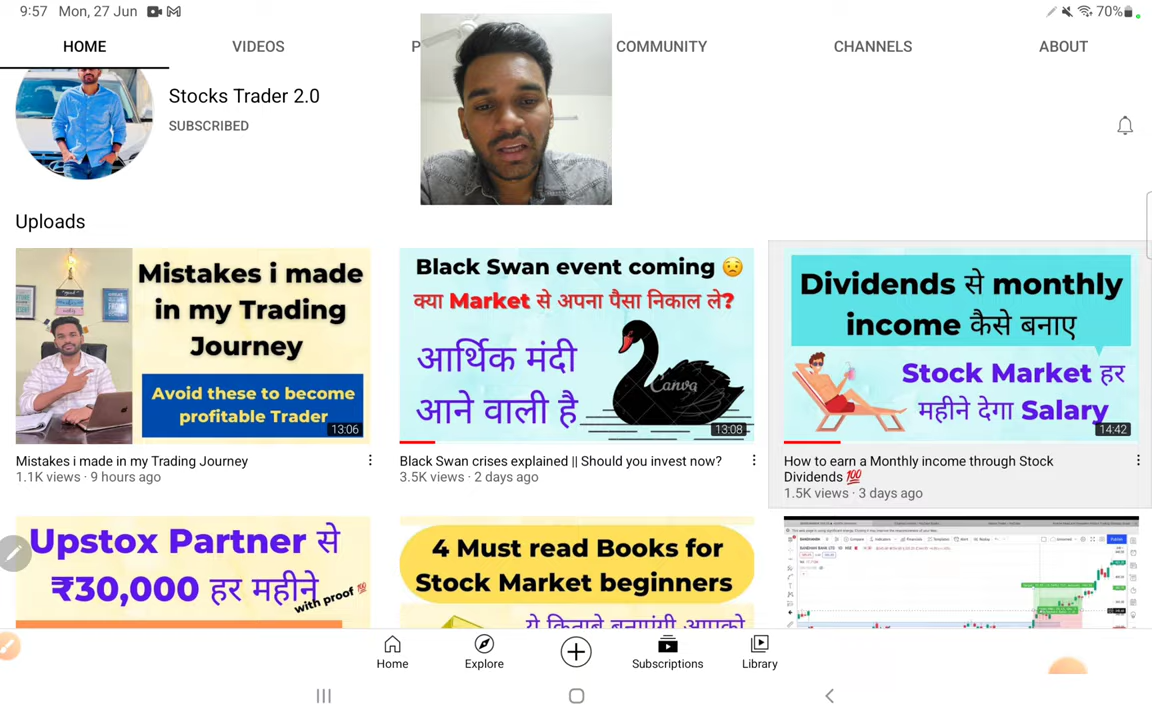 9:57 Mon, 27 Jun
70%
HOME VIDEOS P COMMUNITY CHANNELS ABOUT
Stocks Trader 2.0
SUBSCRIBED
Uploads
Mistakes i made
in my Trading
Journey
Avoid these to become
profitable Trader
13:06
Mistakes i made in my Trading Journey
1.1K views · 9 hours ago
Black Swan event coming 😟
क्या Market से अपना पैसा निकाल ले?
आर्थिक मंदी
आने वाली है
Canva
13:08
Black Swan crises explained || Should you invest now?
3.5K views · 2 days ago
Dividends से monthly
income कैसे बनाए
Stock Market हर
महीने देगा Salary
14:42
How to earn a Monthly income through Stock
Dividends 💯
1.5K views · 3 days ago
Upstox Partner से
₹30,000 हर महीने
with proof 💯
4 Must read Books for
Stock Market beginners
ये किताबे बनाएंगी आपको
Publish
Home Explore Subscriptions Library